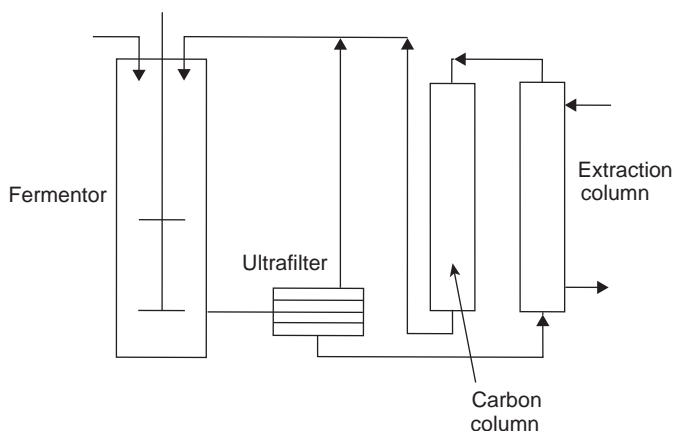 Fermentor
Ultrafilter
Extraction
column
Carbon
column